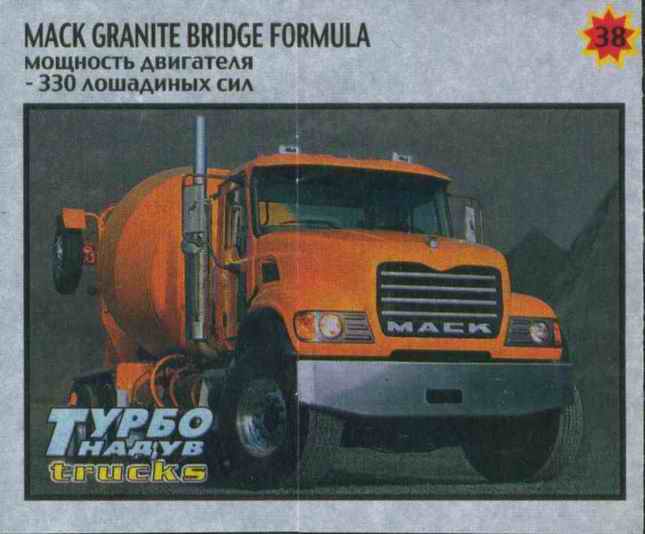 MACK GRANITE BRIDGE FORMULA
38
мощность двигателя
- 330 лошадиных сил
MACK
ТУРБО
НАДУВ
trucks